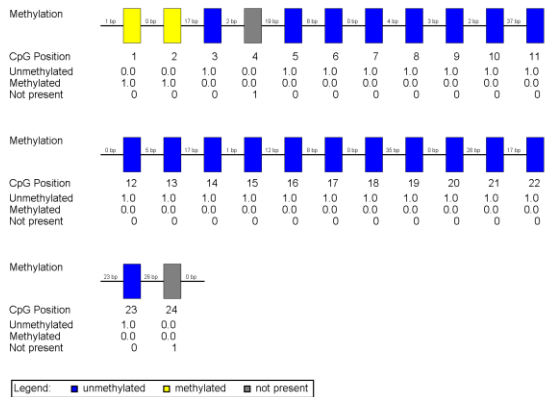 Methylation
1 bp 0 bp 17 bp 2 bp 19 bp 8 bp 0 bp 4 bp 3 bp 2 bp 37 bp
CpG Position 1 2 3 4 5 6 7 8 9 10 11
Unmethylated 0.0 0.0 1.0 0.0 1.0 1.0 1.0 1.0 1.0 1.0 1.0
Methylated 1.0 1.0 0.0 0.0 0.0 0.0 0.0 0.0 0.0 0.0 0.0
Not present 0 0 0 1 0 0 0 0 0 0 0
Methylation
0 bp 5 bp 17 bp 1 bp 12 bp 8 bp 0 bp 35 bp 0 bp 28 bp 17 bp
CpG Position 12 13 14 15 16 17 18 19 20 21 22
Unmethylated 1.0 1.0 1.0 1.0 1.0 1.0 1.0 1.0 1.0 1.0 1.0
Methylated 0.0 0.0 0.0 0.0 0.0 0.0 0.0 0.0 0.0 0.0 0.0
Not present 0 0 0 0 0 0 0 0 0 0 0
Methylation
23 bp 26 bp 0 bp
CpG Position 23 24
Unmethylated 1.0 0.0
Methylated 0.0 0.0
Not present 0 1
Legend: unmethylated methylated not present